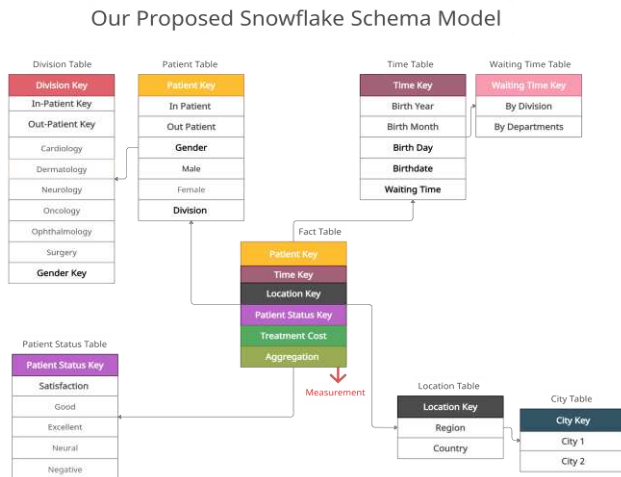 Our Proposed Snowflake Schema Model
Division Table
Division Key
In-Patient Key
Out-Patient Key
Cardiology
Dermatology
Neurology
Oncology
Ophthalmology
Surgery
Gender Key
Patient Table
Patient Key
In Patient
Out Patient
Gender
Male
Female
Division
Time Table
Time Key
Birth Year
Birth Month
Birth Day
Birthdate
Waiting Time
Waiting Time Table
Waiting Time Key
By Division
By Departments
Fact Table
Patient Key
Time Key
Location Key
Patient Status Key
Treatment Cost
Aggregation
Measurement
Patient Status Table
Patient Status Key
Satisfaction
Good
Excellent
Neural
Negative
Location Table
Location Key
Region
Country
City Table
City Key
City 1
City 2